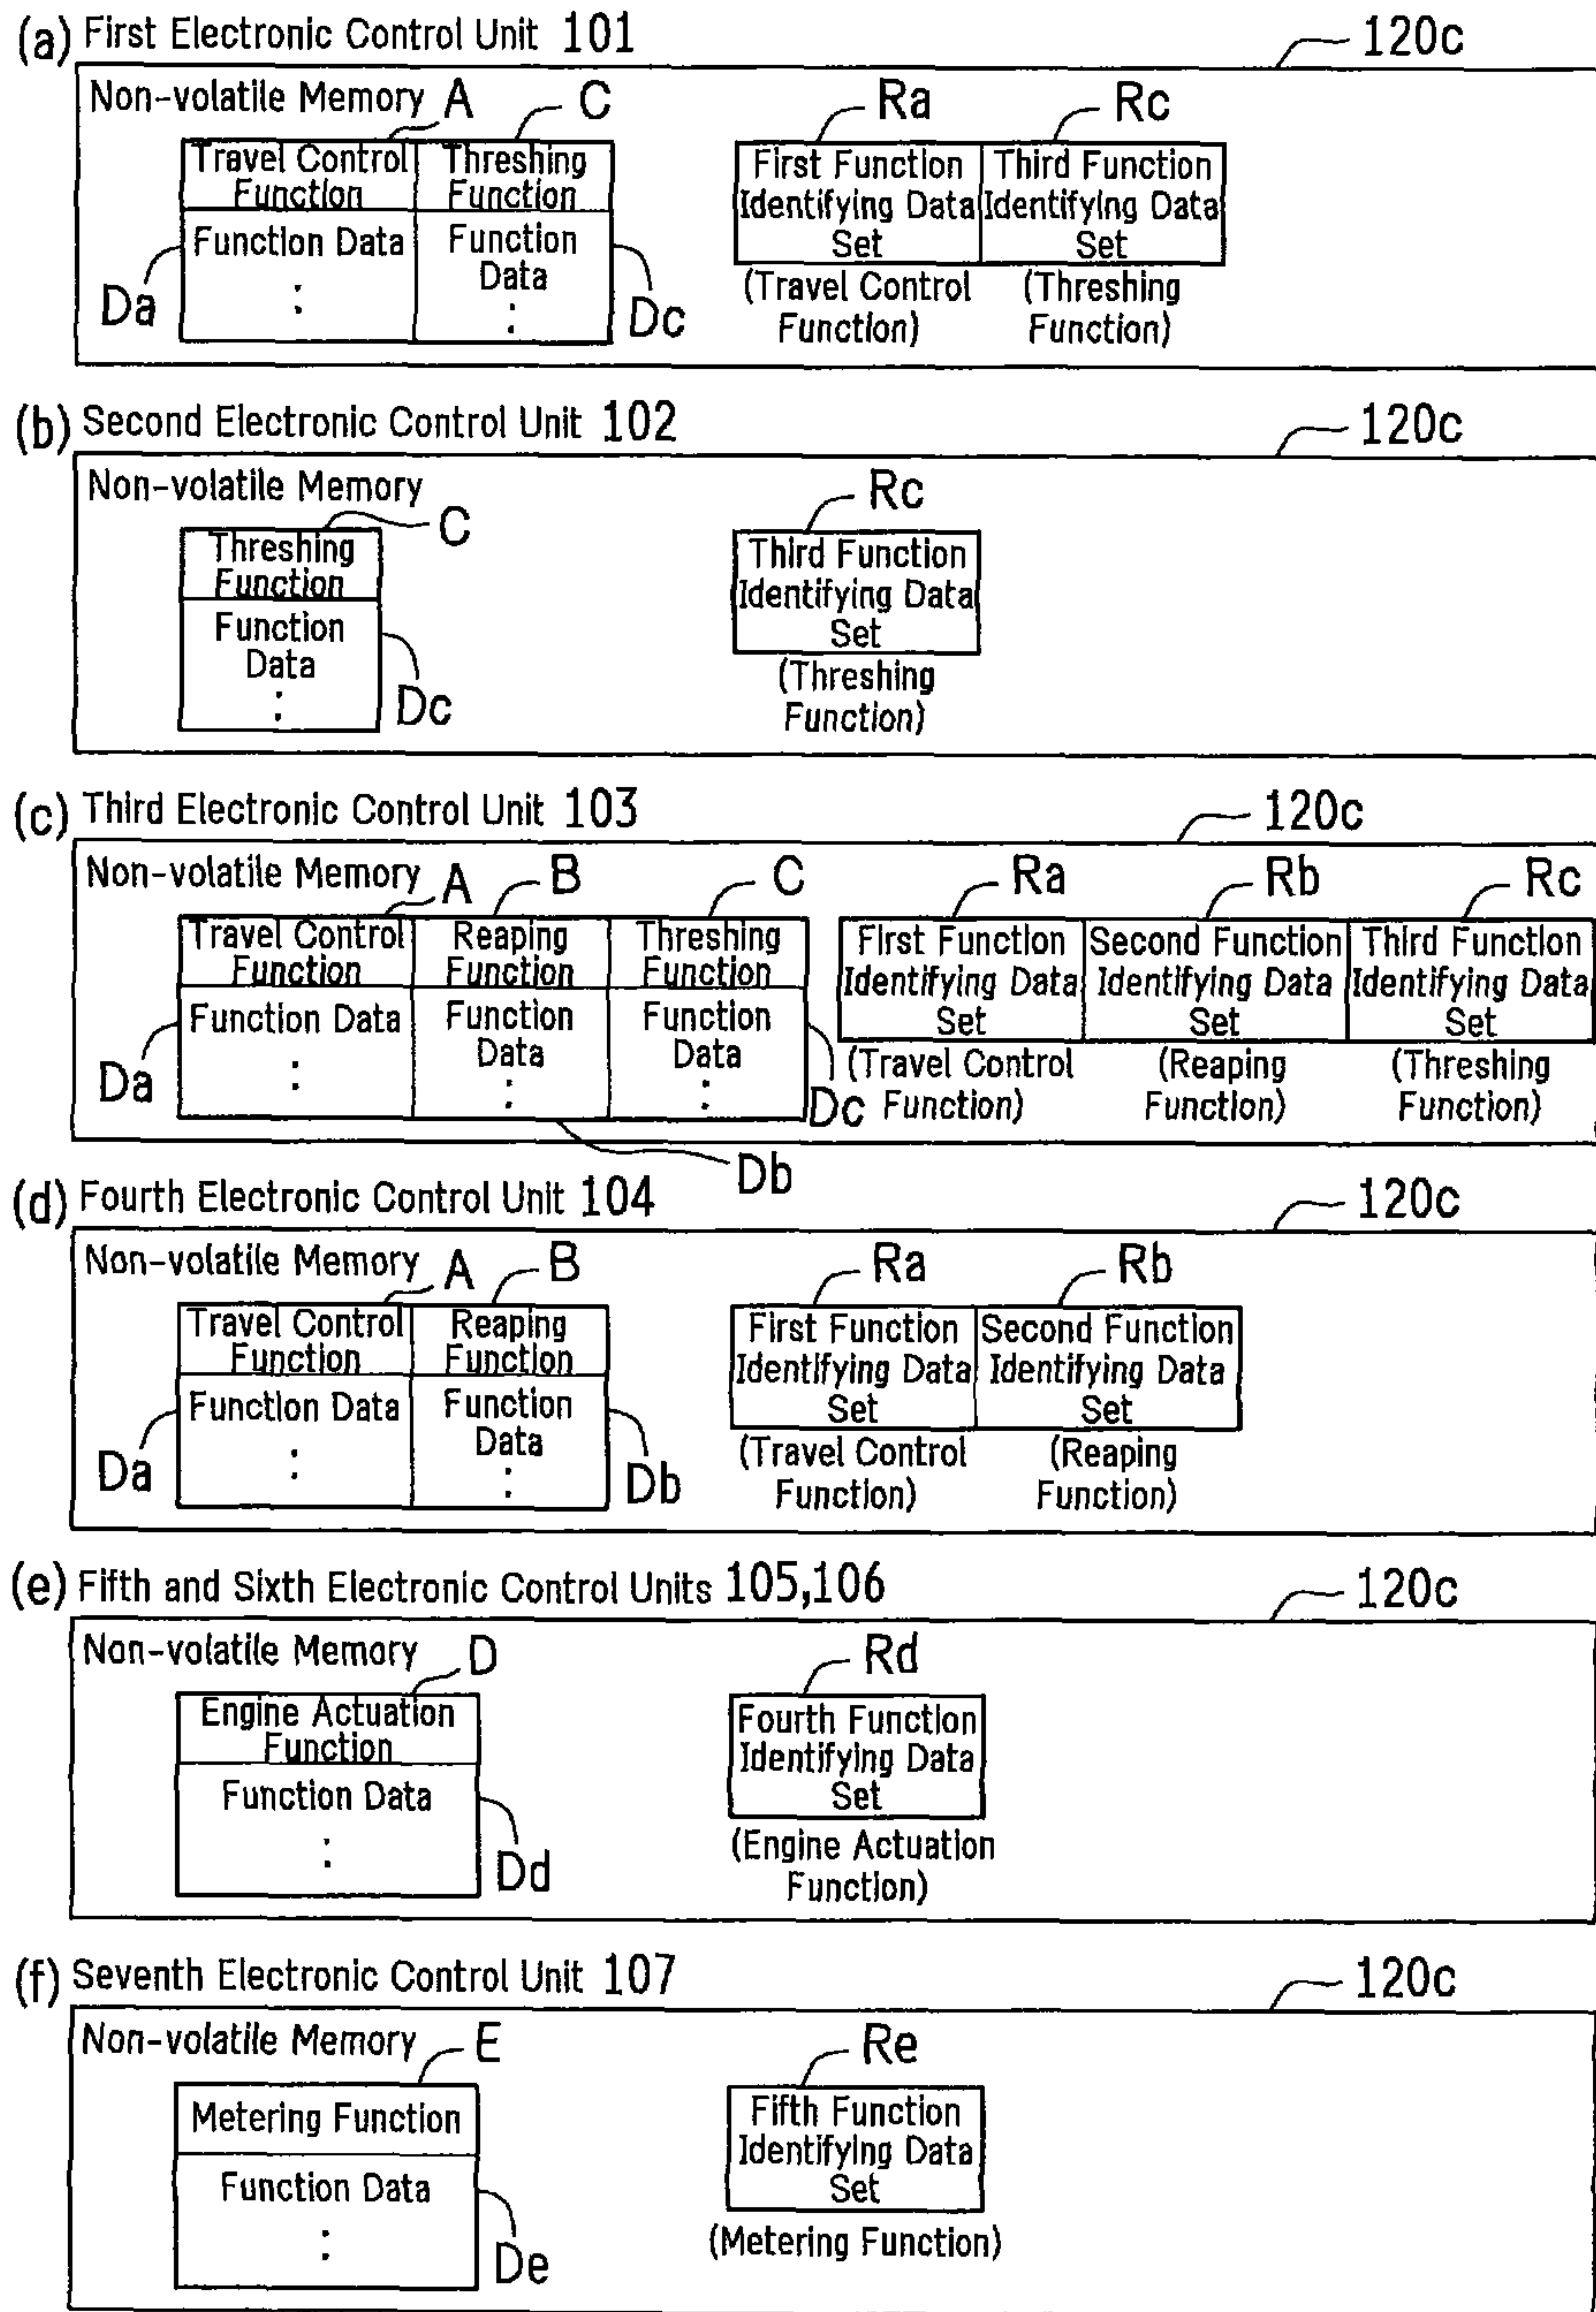 (a) First Electronic Control Unit 101
120c
Non-volatile Memory A C Ra Rc
Travel Control Function
Threshing Function
First Function Identifying Data Set
Third Function Identifying Data Set
Function Data
:
Function Data
:
Da
Dc
(Travel Control Function)
(Threshing Function)
(b) Second Electronic Control Unit 102
120c
Non-volatile Memory
C
Rc
Threshing Function
Third Function Identifying Data Set
Function Data
:
Dc
(Threshing Function)
(c) Third Electronic Control Unit 103
120c
Non-volatile Memory A B C Ra Rb Rc
Travel Control Function
Reaping Function
Threshing Function
First Function Identifying Data Set
Second Function Identifying Data Set
Third Function Identifying Data Set
Function Data
:
Function Data
:
Function Data
:
Da
Dc
Db
(Travel Control Function)
(Reaping Function)
(Threshing Function)
(d) Fourth Electronic Control Unit 104
120c
Non-volatile Memory A B Ra Rb
Travel Control Function
Reaping Function
First Function Identifying Data Set
Second Function Identifying Data Set
Function Data
:
Function Data
:
Da
Db
(Travel Control Function)
(Reaping Function)
(e) Fifth and Sixth Electronic Control Units 105,106
120c
Non-volatile Memory D Rd
Engine Actuation Function
Fourth Function Identifying Data Set
Function Data
:
Dd
(Engine Actuation Function)
(f) Seventh Electronic Control Unit 107
120c
Non-volatile Memory E Re
Metering Function
Fifth Function Identifying Data Set
Function Data
:
De
(Metering Function)